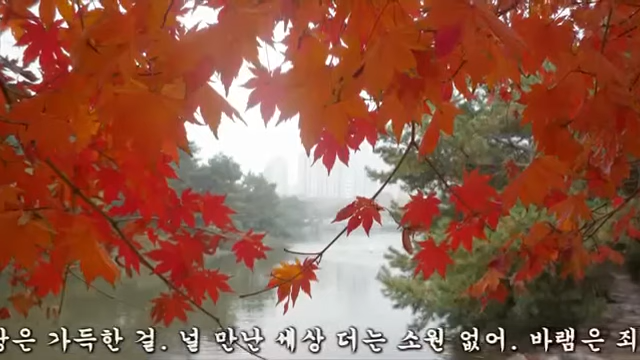 은 가득한 걸. 널 만난 세상 더는 소원 없어. 바램은 죄